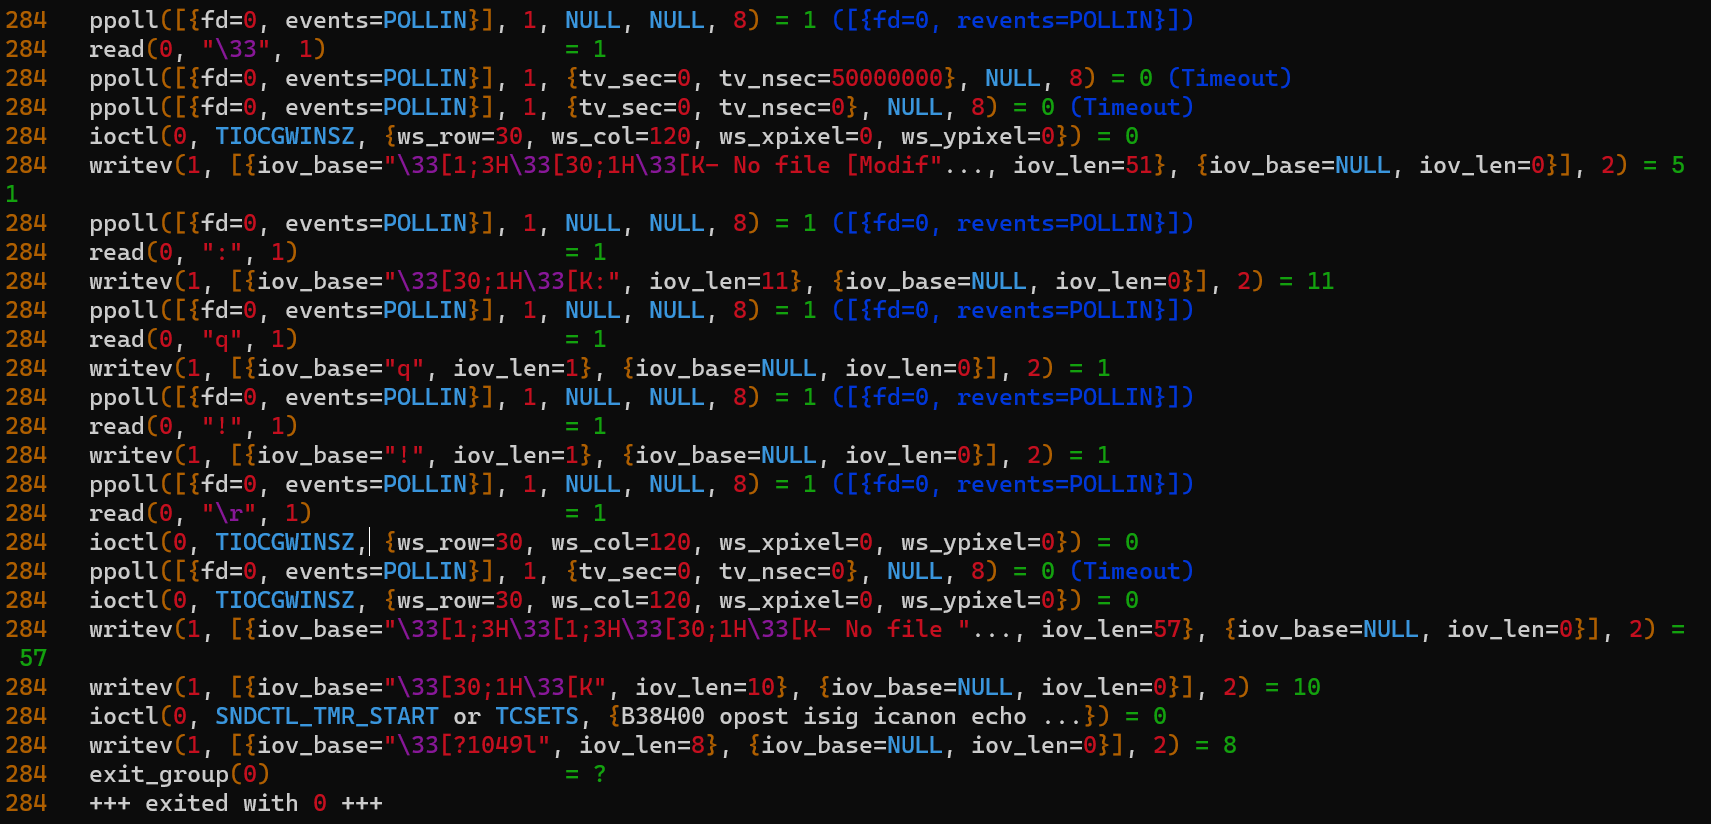 284   ppoll([{fd=0, events=POLLIN}], 1, NULL, NULL, 8) = 1 ([{fd=0, revents=POLLIN}])
284   read(0, "\33", 1)                 = 1
284   ppoll([{fd=0, events=POLLIN}], 1, {tv_sec=0, tv_nsec=50000000}, NULL, 8) = 0 (Timeout)
284   ppoll([{fd=0, events=POLLIN}], 1, {tv_sec=0, tv_nsec=0}, NULL, 8) = 0 (Timeout)
284   ioctl(0, TIOCGWINSZ, {ws_row=30, ws_col=120, ws_xpixel=0, ws_ypixel=0}) = 0
284   writev(1, [{iov_base="\33[1;3H\33[30;1H\33[K- No file [Modif"..., iov_len=51}, {iov_base=NULL, iov_len=0}], 2) = 5
1
284   ppoll([{fd=0, events=POLLIN}], 1, NULL, NULL, 8) = 1 ([{fd=0, revents=POLLIN}])
284   read(0, ":", 1)                   = 1
284   writev(1, [{iov_base="\33[30;1H\33[K:", iov_len=11}, {iov_base=NULL, iov_len=0}], 2) = 11
284   ppoll([{fd=0, events=POLLIN}], 1, NULL, NULL, 8) = 1 ([{fd=0, revents=POLLIN}])
284   read(0, "q", 1)                   = 1
284   writev(1, [{iov_base="q", iov_len=1}, {iov_base=NULL, iov_len=0}], 2) = 1
284   ppoll([{fd=0, events=POLLIN}], 1, NULL, NULL, 8) = 1 ([{fd=0, revents=POLLIN}])
284   read(0, "!", 1)                   = 1
284   writev(1, [{iov_base="!", iov_len=1}, {iov_base=NULL, iov_len=0}], 2) = 1
284   ppoll([{fd=0, events=POLLIN}], 1, NULL, NULL, 8) = 1 ([{fd=0, revents=POLLIN}])
284   read(0, "\r", 1)                  = 1
284   ioctl(0, TIOCGWINSZ, {ws_row=30, ws_col=120, ws_xpixel=0, ws_ypixel=0}) = 0
284   ppoll([{fd=0, events=POLLIN}], 1, {tv_sec=0, tv_nsec=0}, NULL, 8) = 0 (Timeout)
284   ioctl(0, TIOCGWINSZ, {ws_row=30, ws_col=120, ws_xpixel=0, ws_ypixel=0}) = 0
284   writev(1, [{iov_base="\33[1;3H\33[1;3H\33[30;1H\33[K- No file "..., iov_len=57}, {iov_base=NULL, iov_len=0}], 2) =
 57
284   writev(1, [{iov_base="\33[30;1H\33[K", iov_len=10}, {iov_base=NULL, iov_len=0}], 2) = 10
284   ioctl(0, SNDCTL_TMR_START or TCSETS, {B38400 opost isig icanon echo ...}) = 0
284   writev(1, [{iov_base="\33[?1049l", iov_len=8}, {iov_base=NULL, iov_len=0}], 2) = 8
284   exit_group(0)                     = ?
284   +++ exited with 0 +++